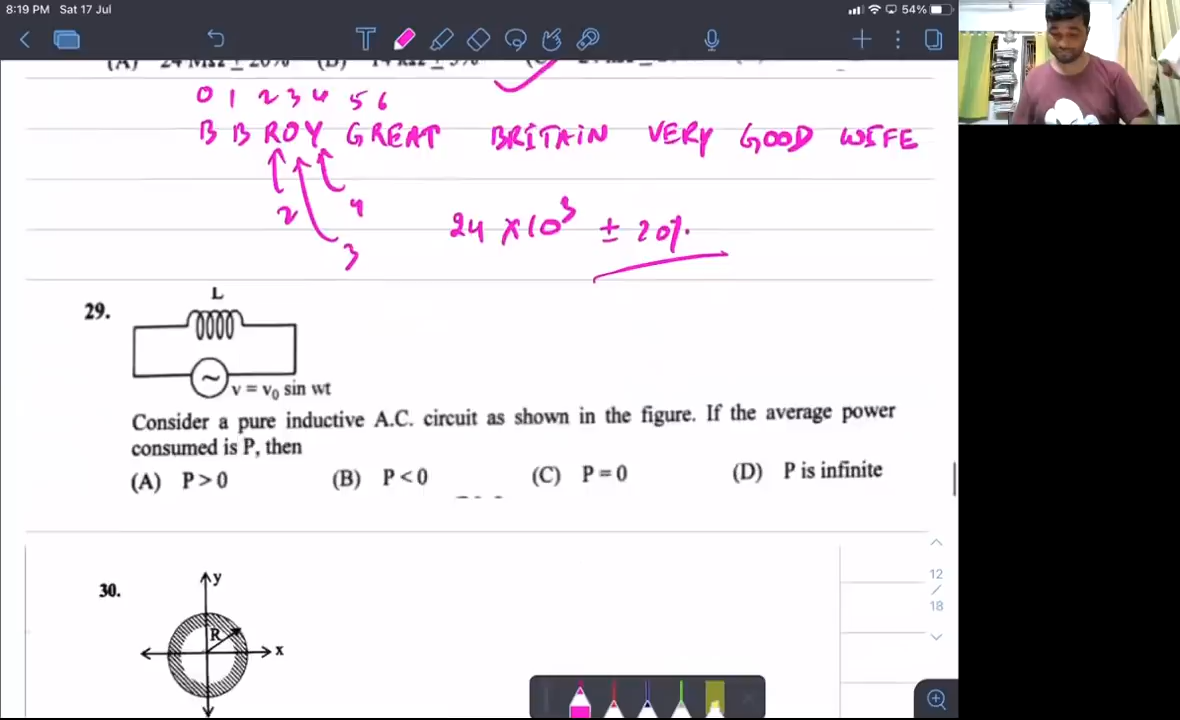 8:19 PM Sat 17 Jul
54%
T
0 1 2 3 4 5 6
B B ROY GREAT BRITAIN VERY GOOD WIFE
2 4
3
24 × 10³ ± 20%
29.
L
v = v₀ sin wt
Consider a pure inductive A.C. circuit as shown in the figure. If the average power
consumed is P, then
(A) P > 0 (B) P < 0 (C) P = 0 (D) P is infinite
12
/
18
30.
y
R
x